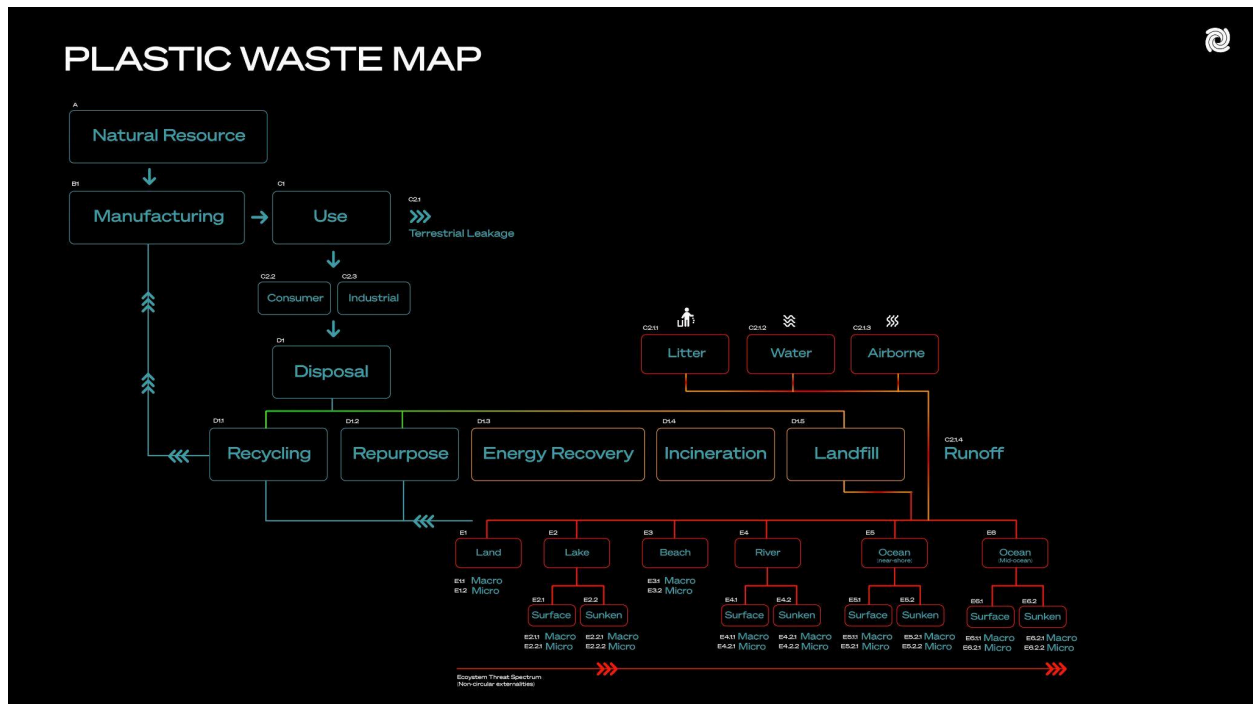 PLASTIC WASTE MAP
A
Natural Resource
B1
Manufacturing
C1
Use
C2.1
Terrestrial Leakage
C2.2
Consumer
C2.3
Industrial
D1
Disposal
C2.1.1
Litter
C2.1.2
Water
C2.1.3
Airborne
D1.1
Recycling
D1.2
Repurpose
D1.3
Energy Recovery
D1.4
Incineration
D1.5
Landfill
C2.1.4
Runoff
E1
Land
E2
Lake
E3
Beach
E4
River
E5
Ocean
(near-shore)
E6
Ocean
(Mid-ocean)
E1.1 Macro
E1.2 Micro
E3.1 Macro
E3.2 Micro
E2.1
Surface
E2.2
Sunken
E4.1
Surface
E4.2
Sunken
E5.1
Surface
E5.2
Sunken
E6.1
Surface
E6.2
Sunken
E2.1.1 Macro
E2.2.1 Micro
E2.2.1 Macro
E2.2.2 Micro
E4.1.1 Macro
E4.2.1 Micro
E4.2.1 Macro
E4.2.2 Micro
E5.1.1 Macro
E5.2.1 Micro
E5.2.1 Macro
E5.2.2 Micro
E6.1.1 Macro
E6.2.1 Micro
E6.2.1 Macro
E6.2.2 Micro
Ecosystem Threat Spectrum
(Non-circular externalities)